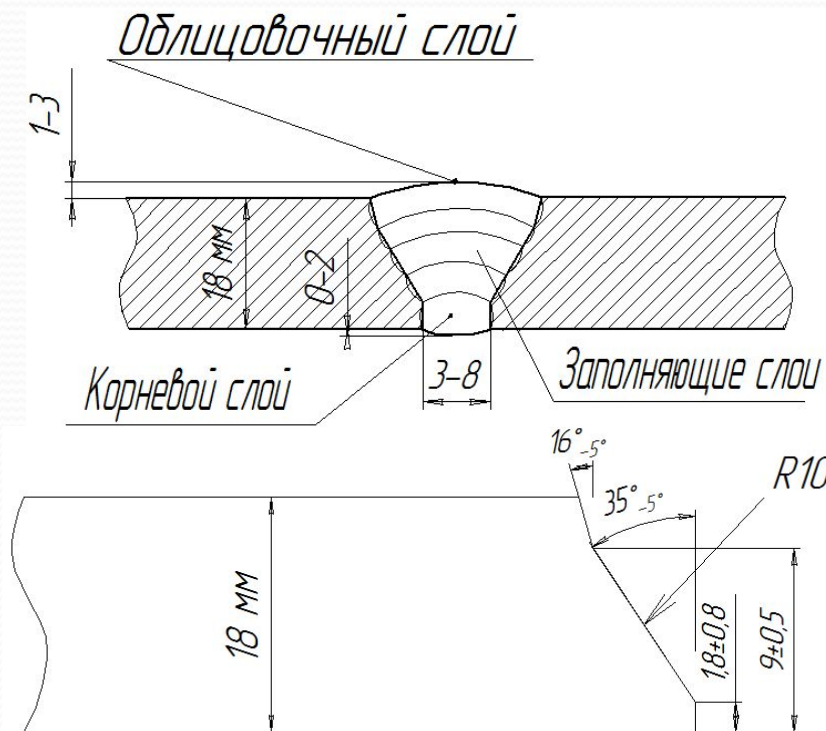 Облицовочный слой
1-3
18 мм
0-2
3-8
Корневой слой
Заполняющие слои
16°-5°
35°-5°
R10
18 мм
1,8±0,8
9±0,5